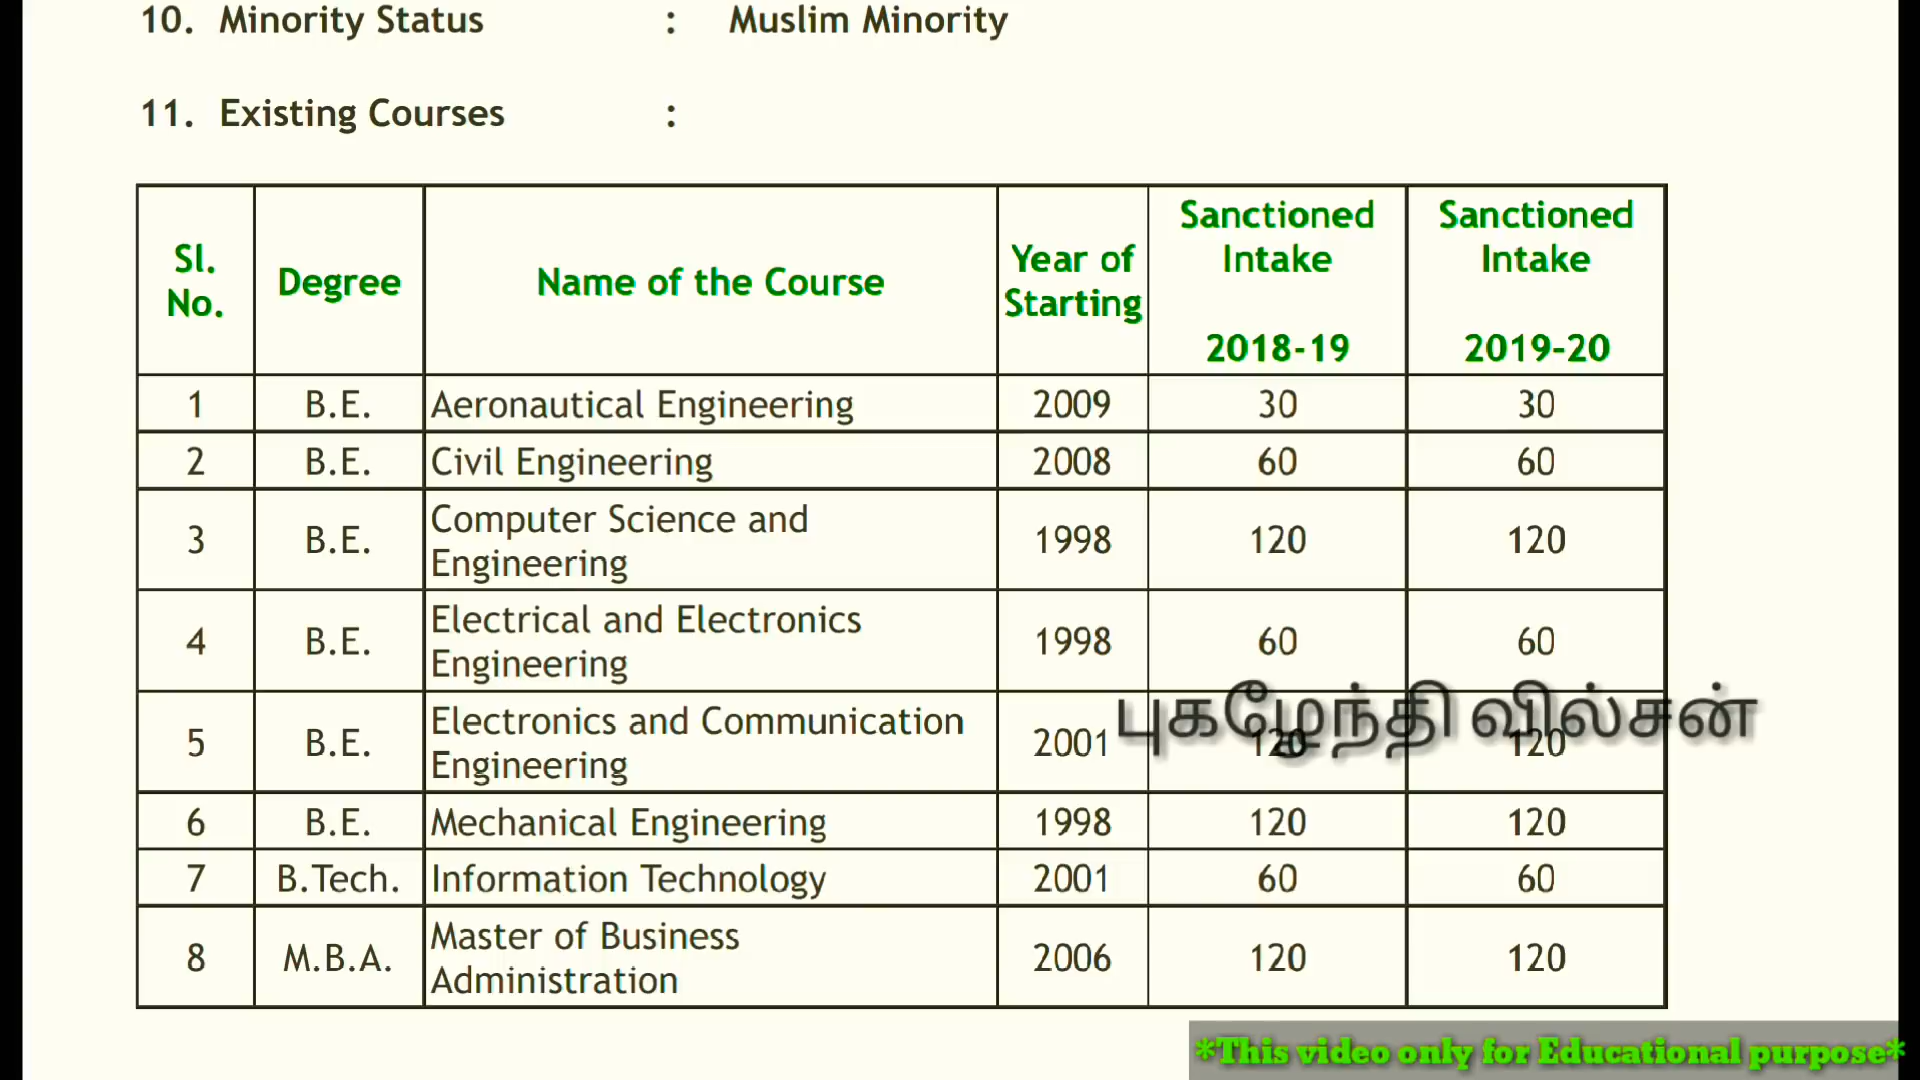 10. Minority Status : Muslim Minority
11. Existing Courses :
Sl. No. Degree Name of the Course Year of Starting Sanctioned Intake 2018-19 Sanctioned Intake 2019-20
1 B.E. Aeronautical Engineering 2009 30 30
2 B.E. Civil Engineering 2008 60 60
3 B.E. Computer Science and Engineering 1998 120 120
4 B.E. Electrical and Electronics Engineering 1998 60 60
5 B.E. Electronics and Communication Engineering 2001 120 120
புகழேந்தி வில்சன்
6 B.E. Mechanical Engineering 1998 120 120
7 B.Tech. Information Technology 2001 60 60
8 M.B.A. Master of Business Administration 2006 120 120
*This video only for Educational purpose*